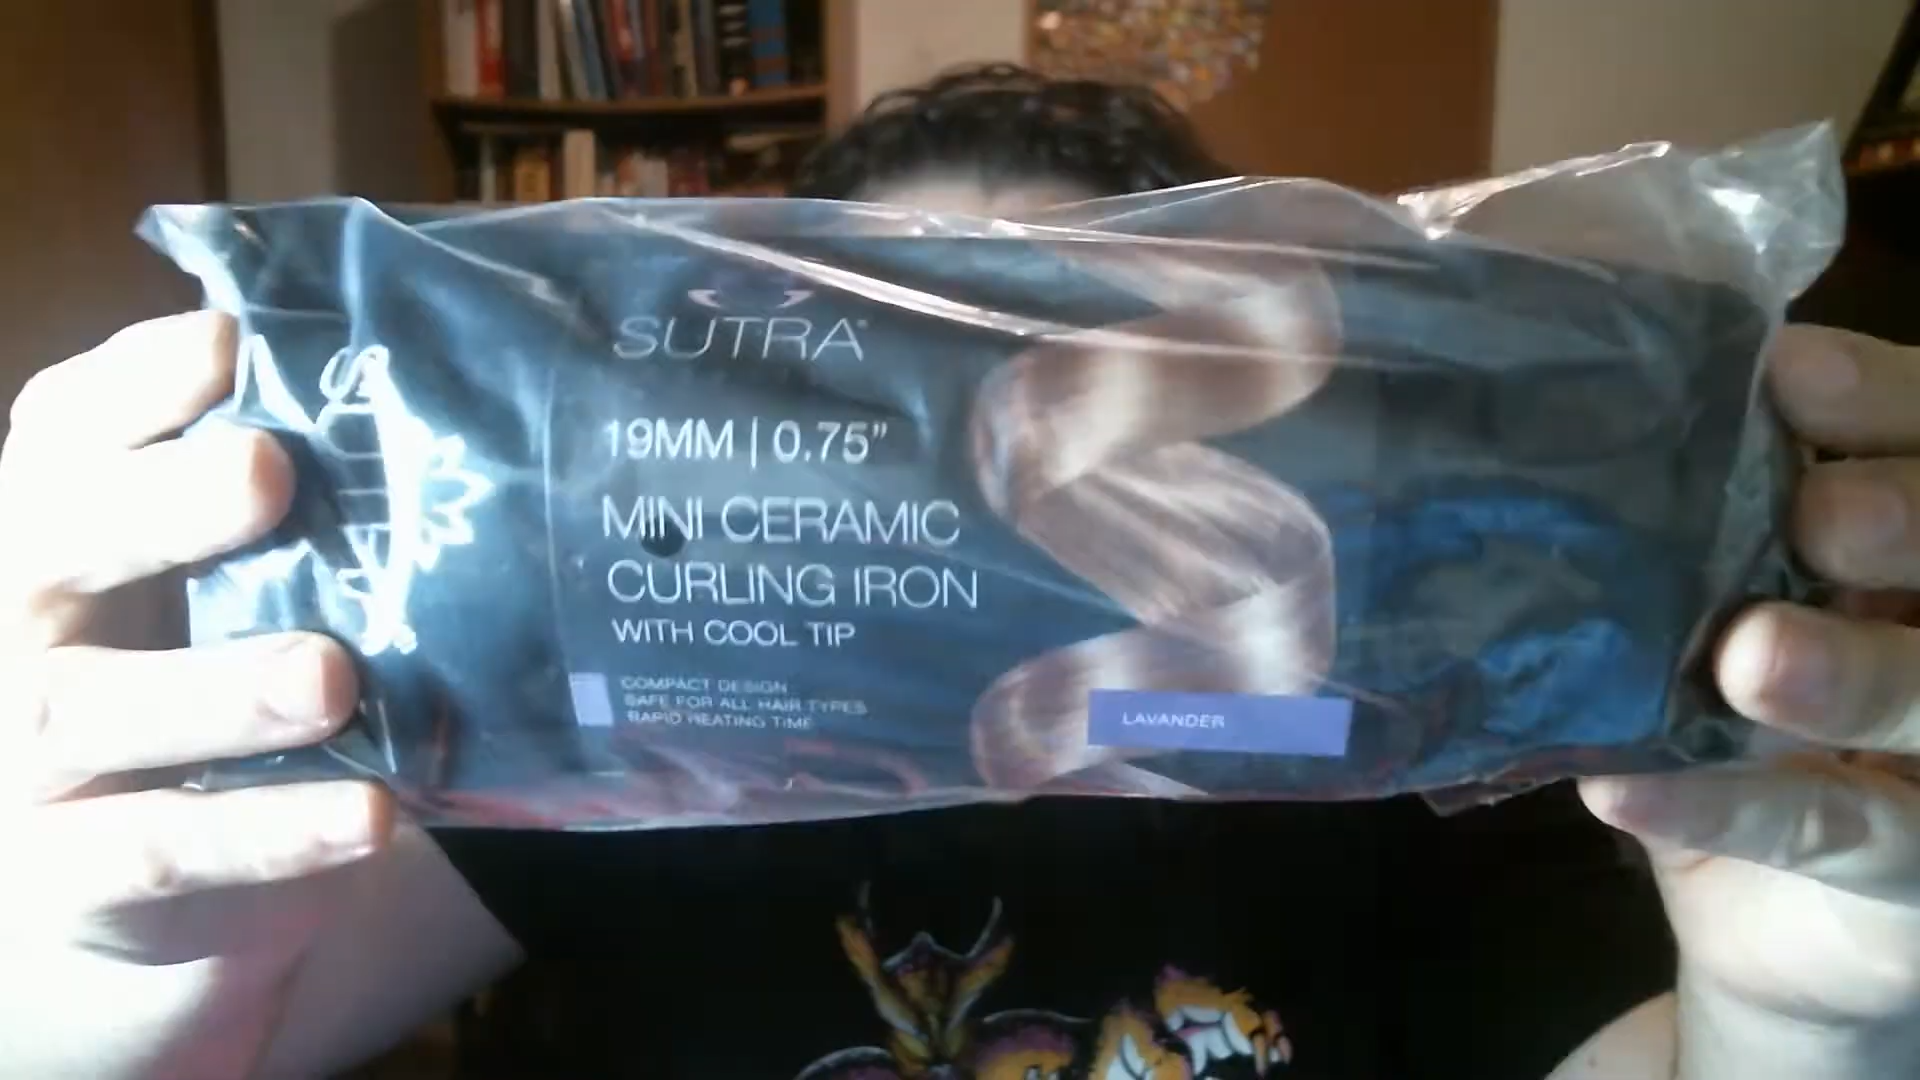 SUTRA
SUTRA®
19MM | 0.75”
MINI CERAMIC
CURLING IRON
WITH COOL TIP
COMPACT DESIGN
SAFE FOR ALL HAIR TYPES
RAPID HEATING TIME
LAVANDER